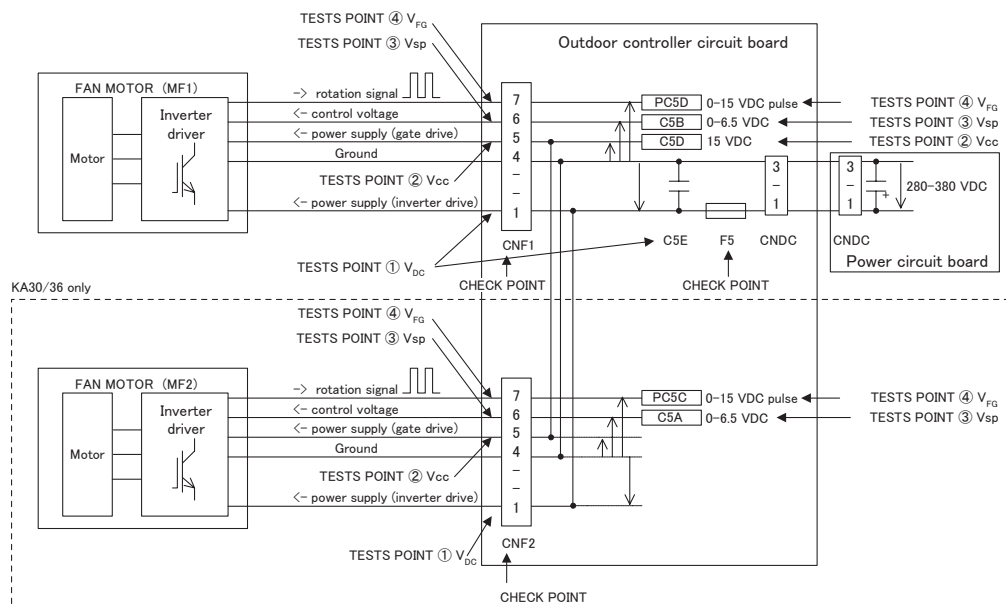 TESTS POINT ④ VFG
TESTS POINT ③ Vsp
Outdoor controller circuit board
FAN MOTOR (MF1)
Motor
Inverter
driver
-> rotation signal
<- control voltage
<- power supply (gate drive)
Ground
TESTS POINT ② Vcc
<- power supply (inverter drive)
7
6
5
4
-
-
1
PC5D
0-15 VDC pulse
TESTS POINT ④ VFG
C5B
0-6.5 VDC
TESTS POINT ③ Vsp
C5D
15 VDC
TESTS POINT ② Vcc
3
-
1
3
-
1
+
280-380 VDC
TESTS POINT ① VDC
CNF1
C5E
F5
CNDC
CNDC
Power circuit board
CHECK POINT
CHECK POINT
KA30/36 only
TESTS POINT ④ VFG
TESTS POINT ③ Vsp
FAN MOTOR (MF2)
Motor
Inverter
driver
-> rotation signal
<- control voltage
<- power supply (gate drive)
Ground
TESTS POINT ② Vcc
<- power supply (inverter drive)
7
6
5
4
-
-
1
PC5C
0-15 VDC pulse
TESTS POINT ④ VFG
C5A
0-6.5 VDC
TESTS POINT ③ Vsp
TESTS POINT ① VDC
CNF2
CHECK POINT